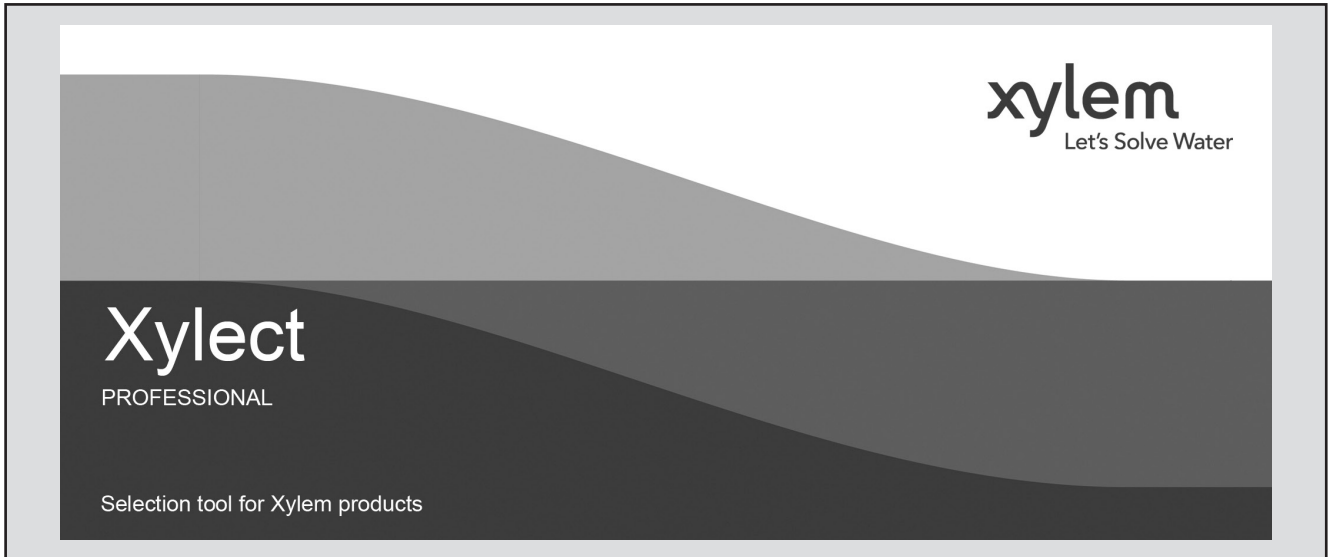 xylem
Let's Solve Water
Xylect
PROFESSIONAL
Selection tool for Xylem products